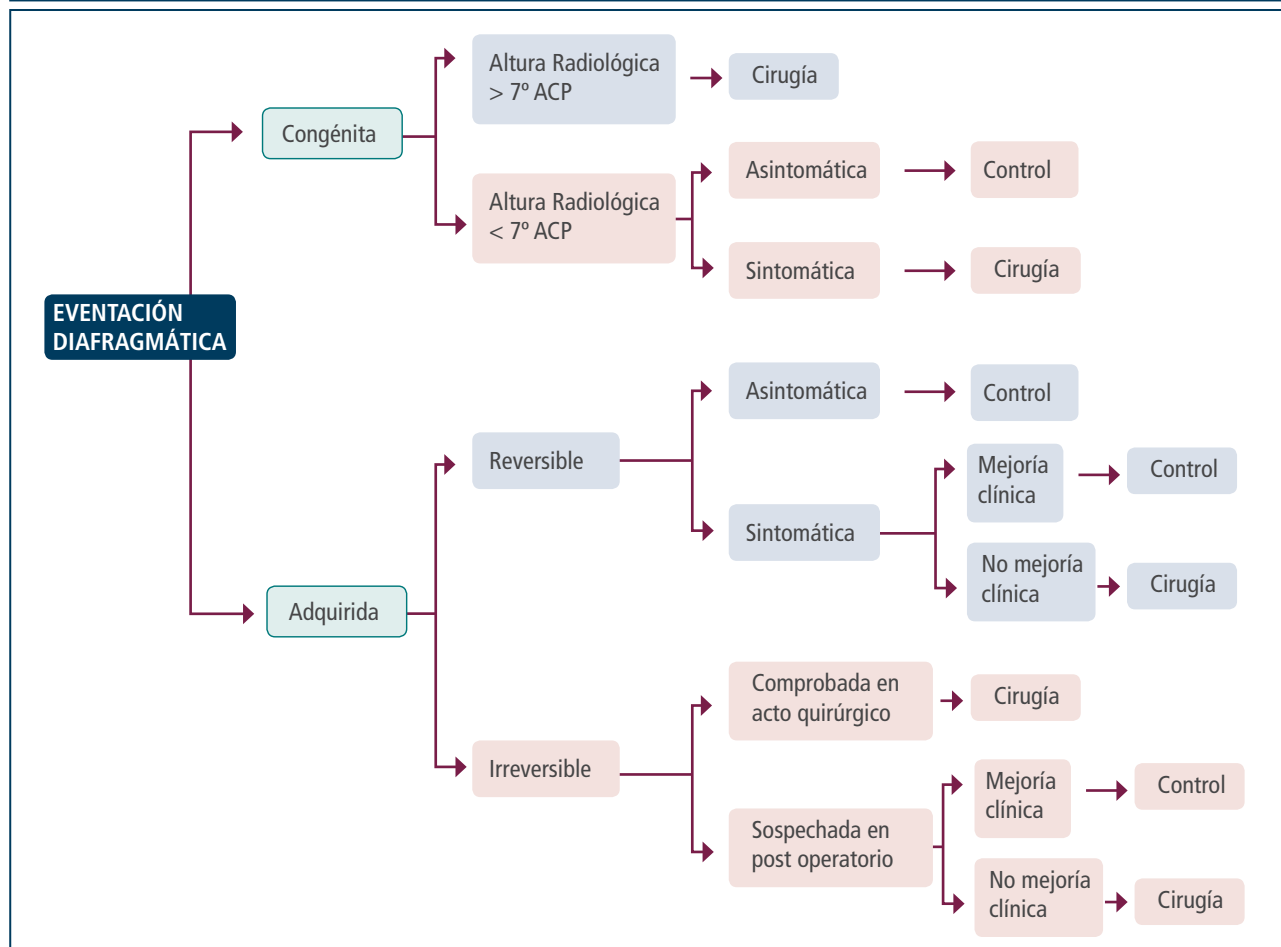 EVENTACIÓN
DIAFRAGMÁTICA
Congénita
Altura Radiológica
> 7º ACP
Cirugía
Altura Radiológica
< 7º ACP
Asintomática
Control
Sintomática
Cirugía
Adquirida
Reversible
Asintomática
Control
Sintomática
Mejoría
clínica
Control
No mejoría
clínica
Cirugía
Irreversible
Comprobada en
acto quirúrgico
Cirugía
Sospechada en
post operatorio
Mejoría
clínica
Control
No mejoría
clínica
Cirugía